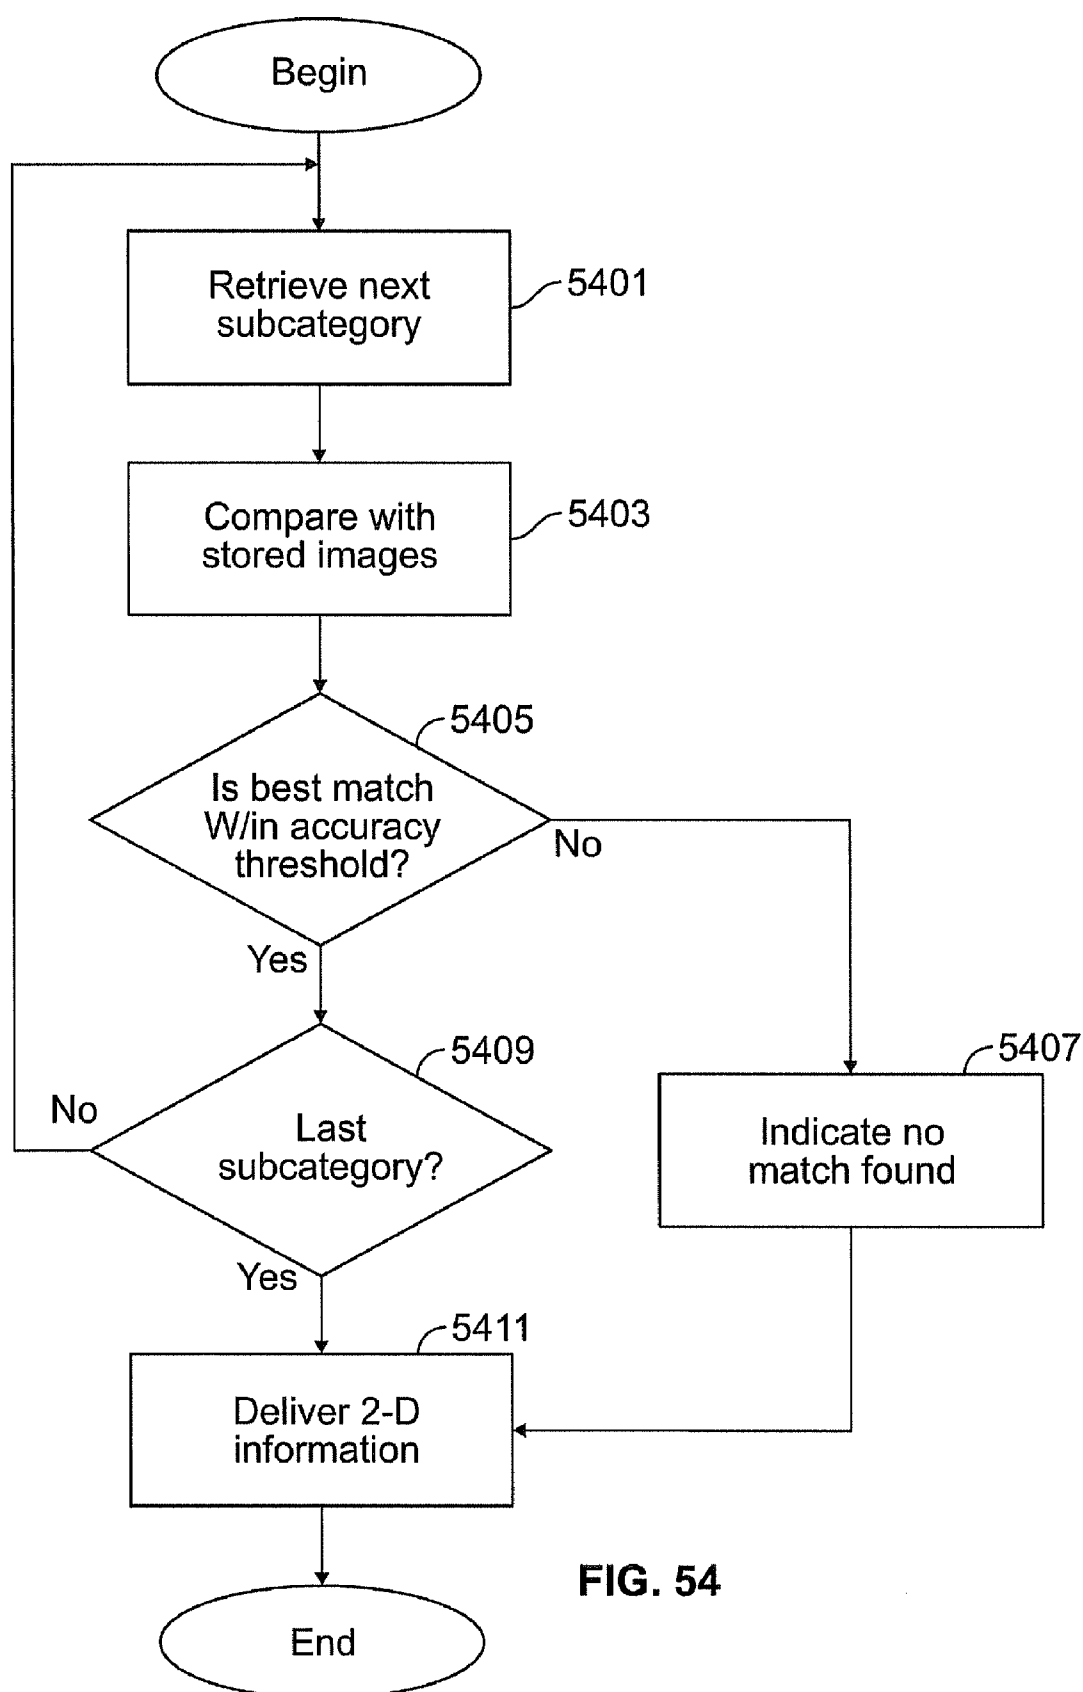 Begin
Retrieve next
subcategory
5401
Compare with
stored images
5403
5405
Is best match
W/in accuracy
threshold?
No
Yes
5409
5407
No
Last
subcategory?
Indicate no
match found
Yes
5411
Deliver 2-D
information
FIG. 54
End